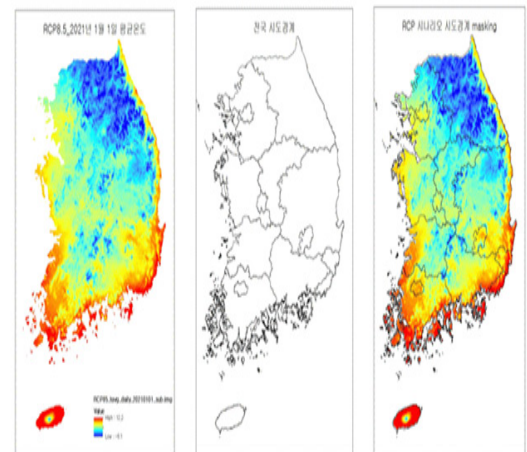 RCP8.5_2021년 1월 1일 평균온도
전국 시도경계
RCP 시나리오 시도경계 masking
Value